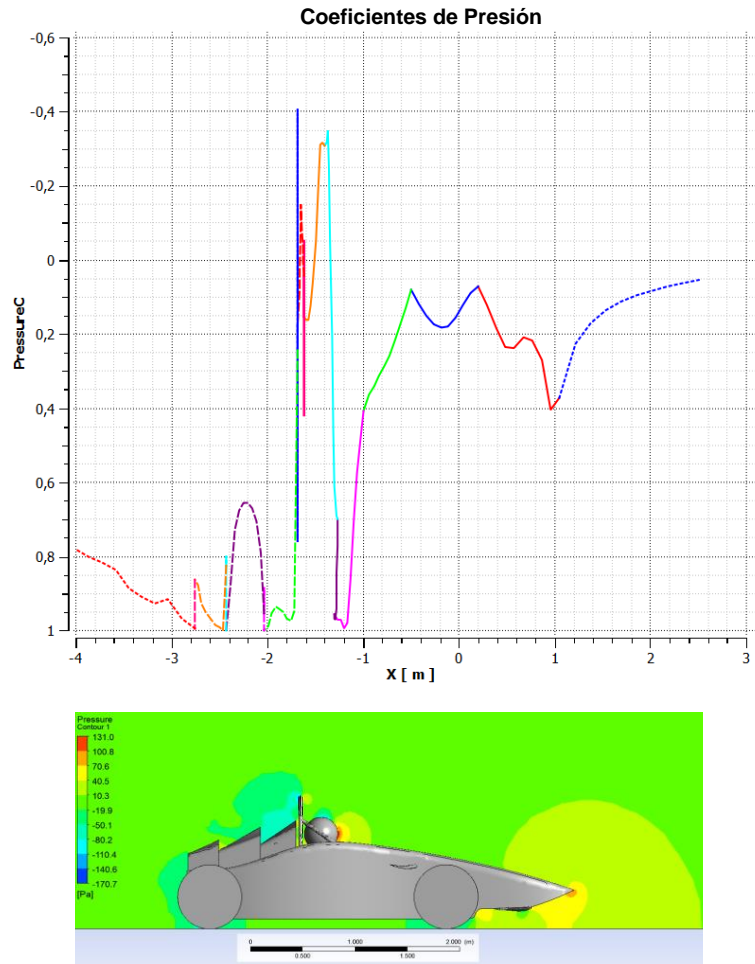 Coeficientes de Presión
-0,6
-0,4
-0,2
0
0,2
0,4
0,6
0,8
1
PressureC
-4 -3 -2 -1 0 1 2 3
X [ m ]
Pressure
Contour 1
131.0
100.8
70.6
40.5
10.3
-19.9
-50.1
-80.2
-110.4
-140.6
-170.7
[Pa]
0 1.000 2.000 (m)
0.500 1.500